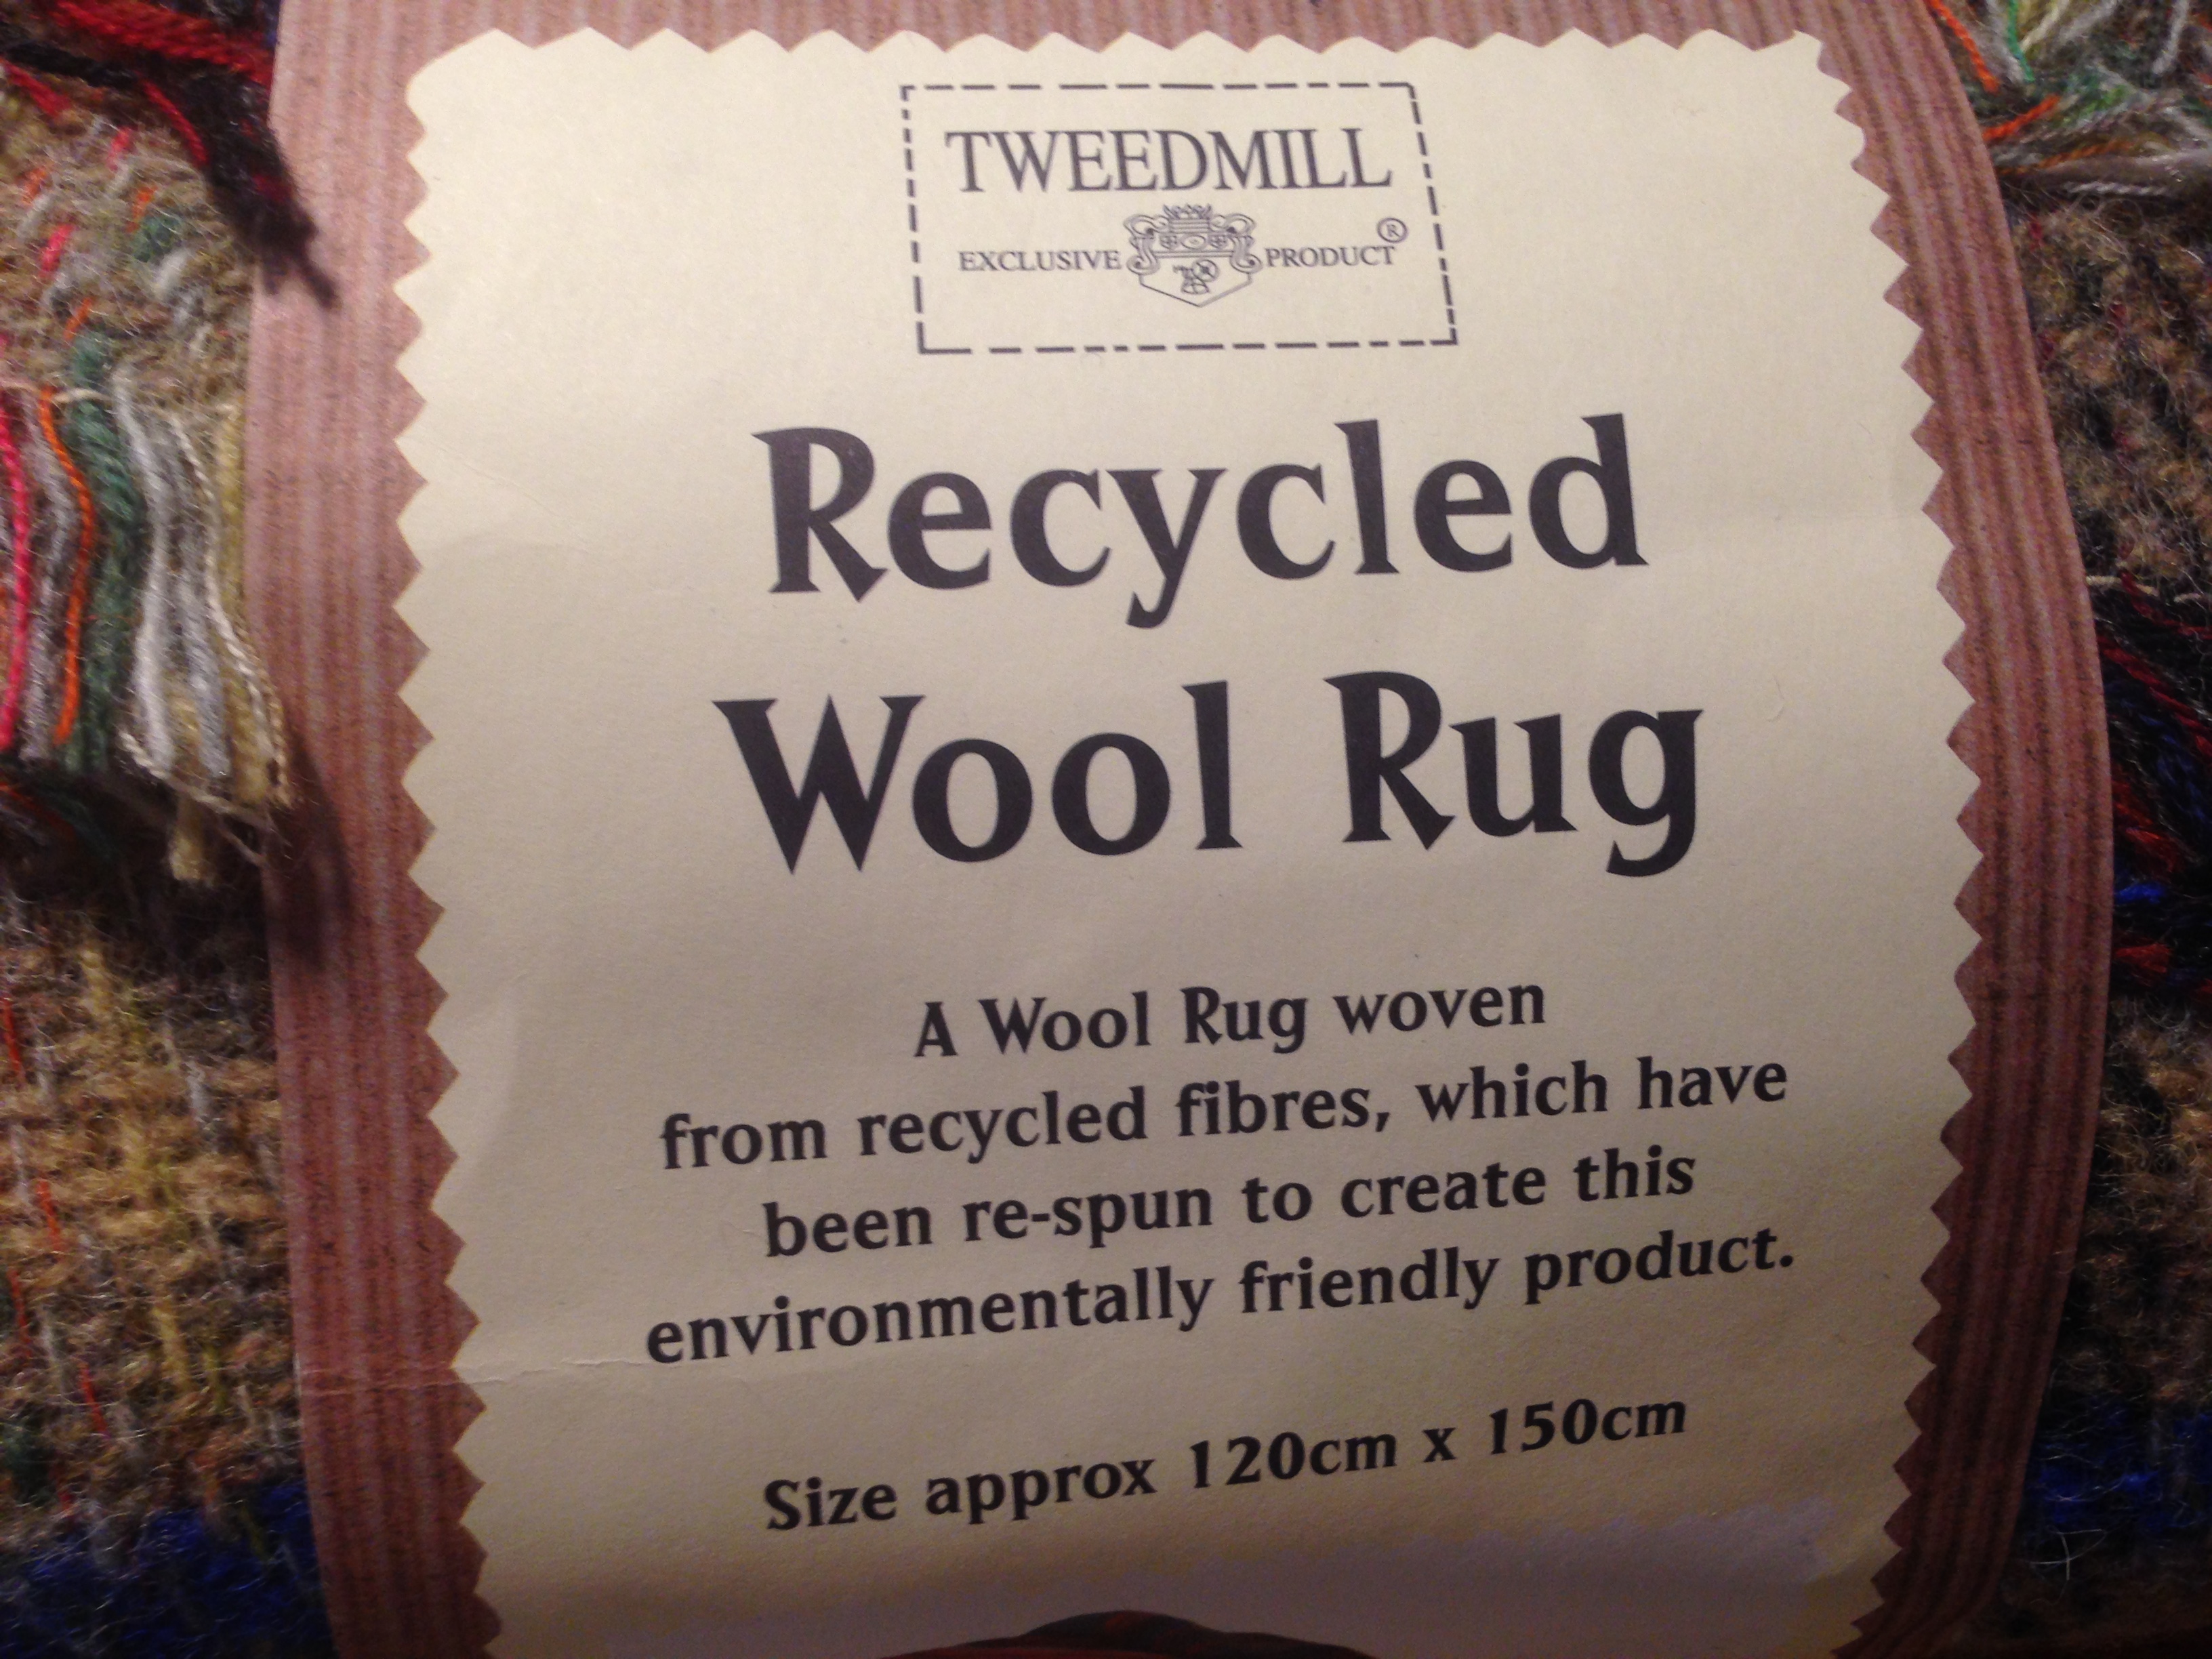 TWEEDMILL
EXCLUSIVE PRODUCT®
Recycled
Wool Rug
A Wool Rug woven
from recycled fibres, which have
been re-spun to create this
environmentally friendly product.
Size approx 120cm x 150cm